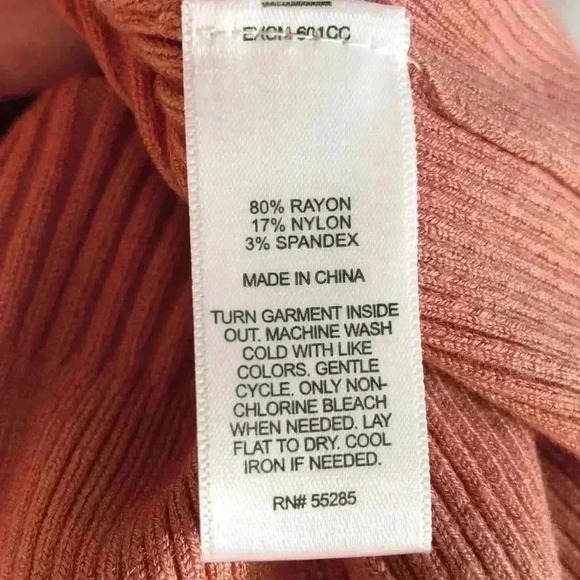 80% RAYON
17% NYLON
3% SPANDEX
MADE IN CHINA
TURN GARMENT INSIDE
OUT. MACHINE WASH
COLD WITH LIKE
COLORS. GENTLE
CYCLE. ONLY NON-
CHLORINE BLEACH
WHEN NEEDED. LAY
FLAT TO DRY. COOL
IRON IF NEEDED.
RN# 55285